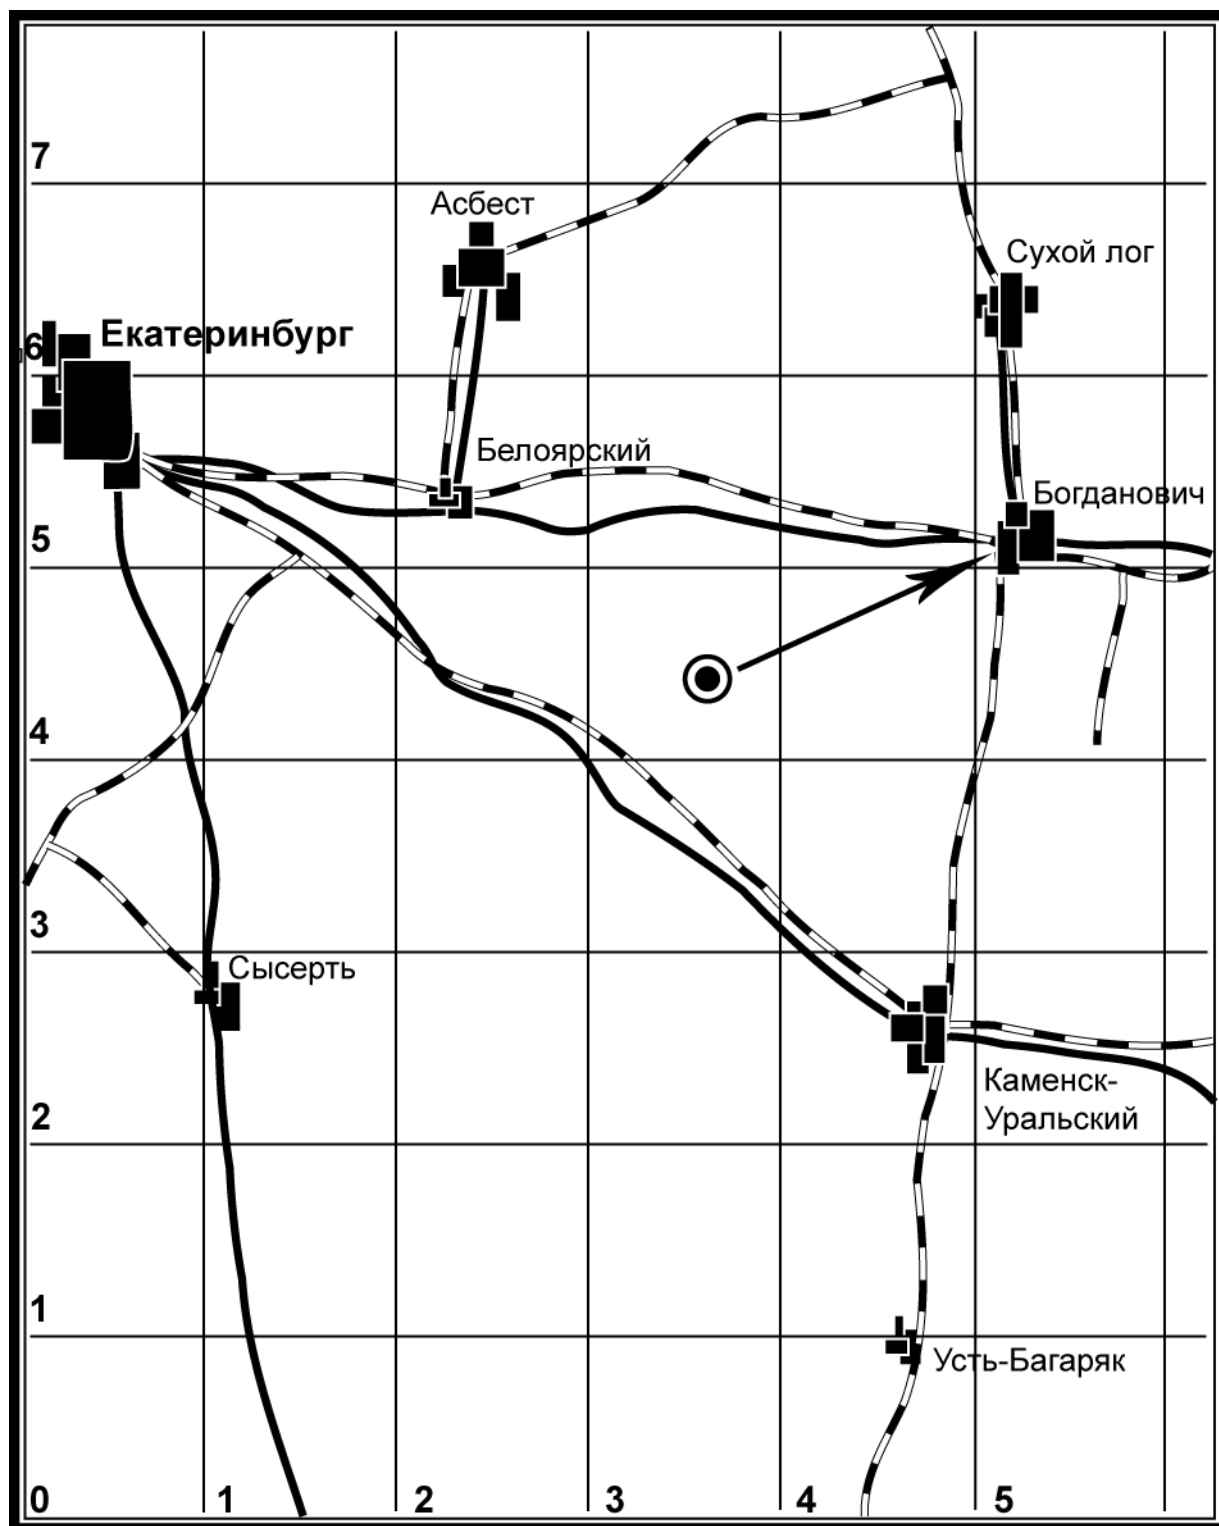 7
Асбест
Сухой лог
6
Екатеринбург
Белоярский
Богданович
5
4
3
Сысерть
Каменск-
Уральский
2
1
Усть-Багаряк
0 1 2 3 4 5